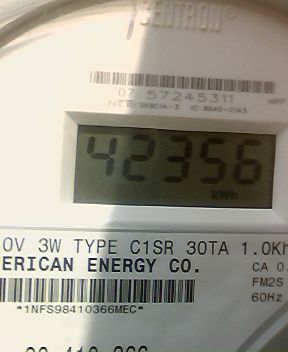 CENTRON®
07 57245311
42356
kWh
0V 3W TYPE C1SR 30TA 1.0Kh
ERICAN ENERGY CO.
CA 0.
FM2S
60Hz
*1NFS98410366MEC*